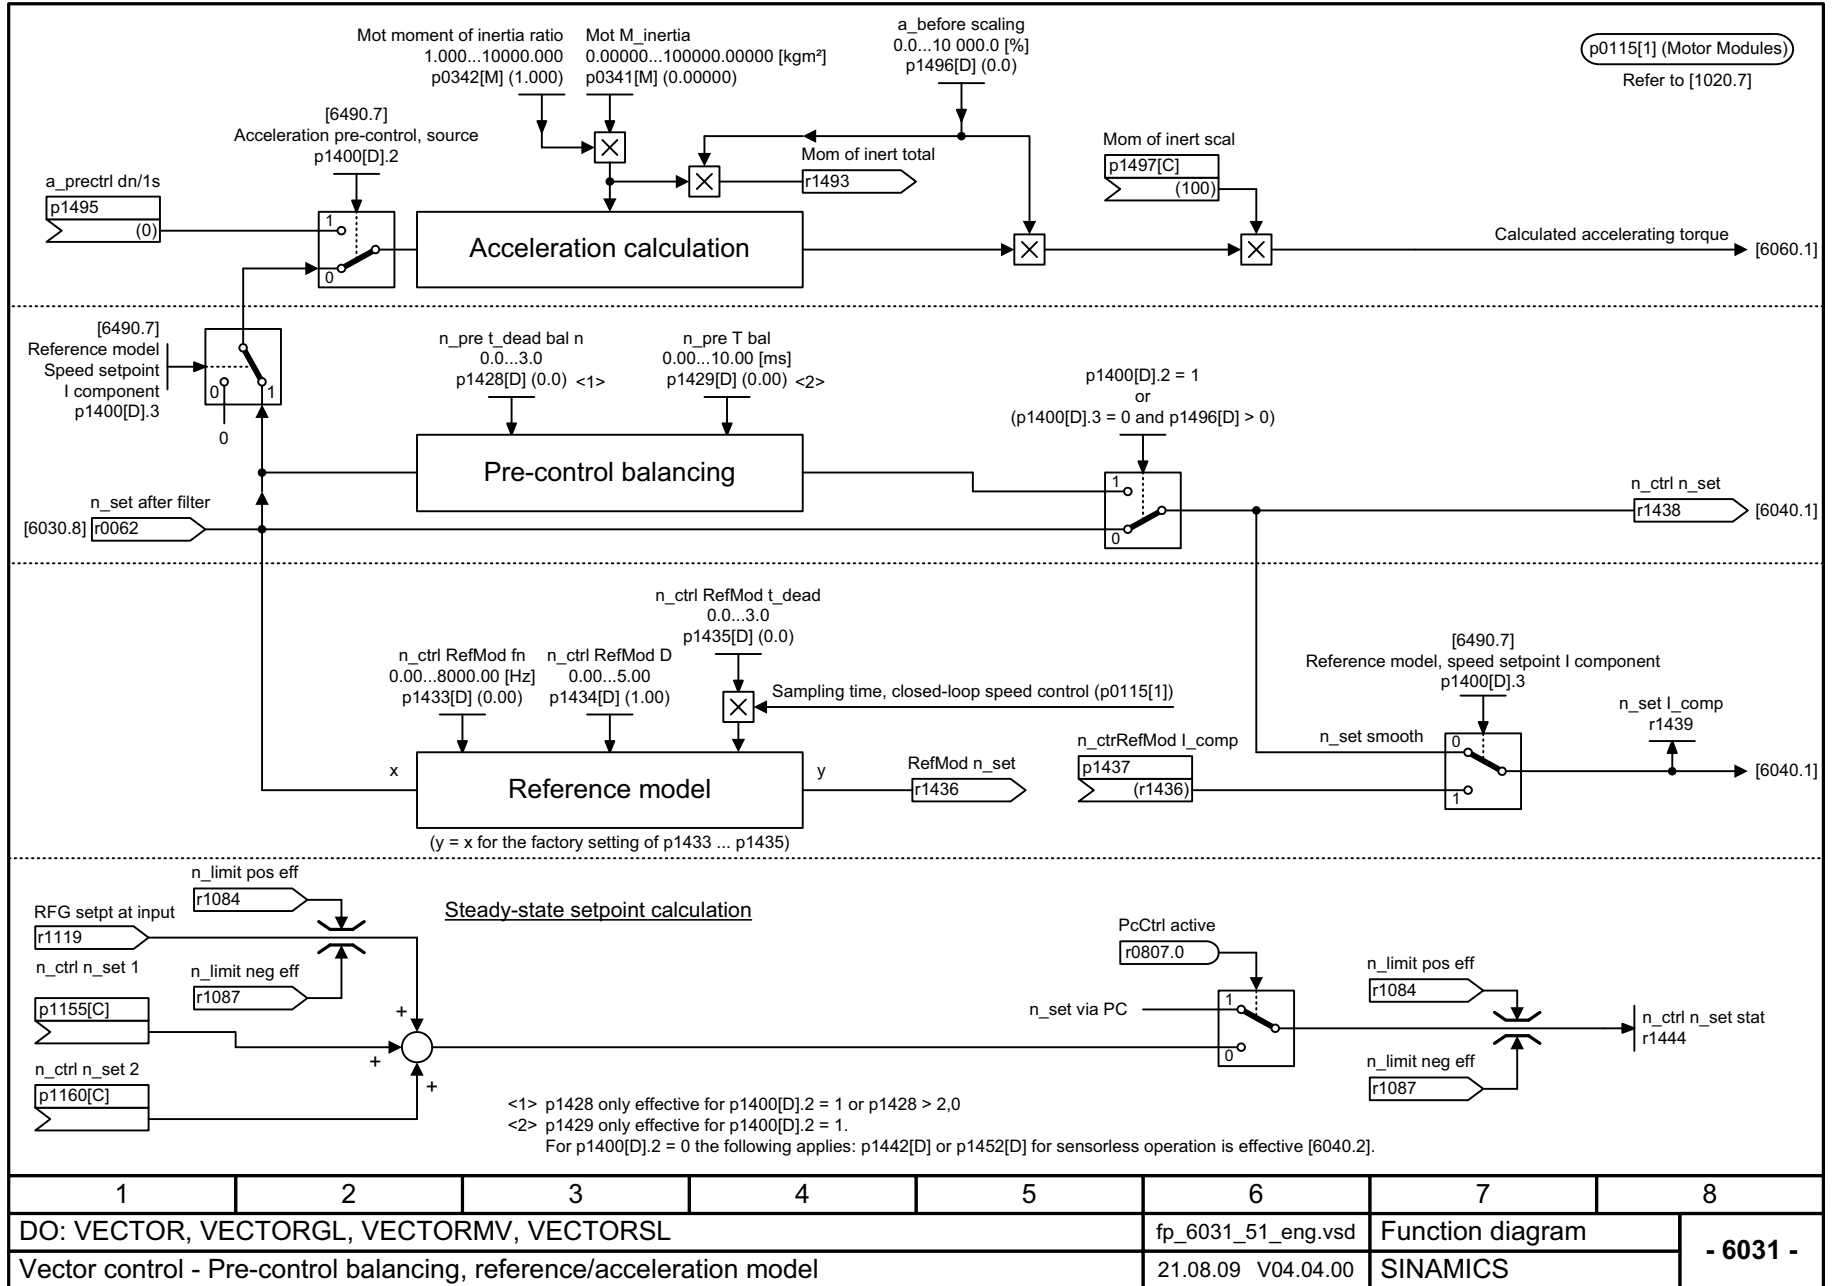 Mot moment of inertia ratio
1.000...10000.000
p0342[M] (1.000)
Mot M_inertia
0.00000...100000.00000 [kgm²]
p0341[M] (0.00000)
a_before scaling
0.0...10 000.0 [%]
p1496[D] (0.0)
p0115[1] (Motor Modules)
Refer to [1020.7]
[6490.7]
Acceleration pre-control, source
p1400[D].2
a_prectrl dn/1s
p1495
(0)
1
0
Mom of inert total
r1493
Mom of inert scal
p1497[C]
(100)
Acceleration calculation
Calculated accelerating torque
[6060.1]
[6490.7]
Reference model
Speed setpoint
I component
p1400[D].3
0
1
0
n_pre t_dead bal n
0.0...3.0
p1428[D] (0.0) <1>
n_pre T bal
0.00...10.00 [ms]
p1429[D] (0.00) <2>
p1400[D].2 = 1
or
(p1400[D].3 = 0 and p1496[D] > 0)
Pre-control balancing
1
0
n_set after filter
[6030.8]
r0062
n_ctrl n_set
r1438
[6040.1]
n_ctrl RefMod t_dead
0.0...3.0
p1435[D] (0.0)
n_ctrl RefMod fn
0.00...8000.00 [Hz]
p1433[D] (0.00)
n_ctrl RefMod D
0.00...5.00
p1434[D] (1.00)
Sampling time, closed-loop speed control (p0115[1])
[6490.7]
Reference model, speed setpoint I component
p1400[D].3
n_set I_comp
r1439
x
Reference model
y
(y = x for the factory setting of p1433 ... p1435)
RefMod n_set
r1436
n_ctrRefMod I_comp
p1437
(r1436)
n_set smooth
0
1
[6040.1]
n_limit pos eff
r1084
RFG setpt at input
r1119
n_limit neg eff
r1087
n_ctrl n_set 1
p1155[C]
n_ctrl n_set 2
p1160[C]
+
+
+
Steady-state setpoint calculation
PcCtrl active
r0807.0
n_set via PC
1
0
n_limit pos eff
r1084
n_limit neg eff
r1087
n_ctrl n_set stat
r1444
<1> p1428 only effective for p1400[D].2 = 1 or p1428 > 2,0
<2> p1429 only effective for p1400[D].2 = 1.
For p1400[D].2 = 0 the following applies: p1442[D] or p1452[D] for sensorless operation is effective [6040.2].
1 2 3 4 5 6 7 8
DO: VECTOR, VECTORGL, VECTORMV, VECTORSL
fp_6031_51_eng.vsd
Function diagram
- 6031 -
Vector control - Pre-control balancing, reference/acceleration model
21.08.09 V04.04.00
SINAMICS